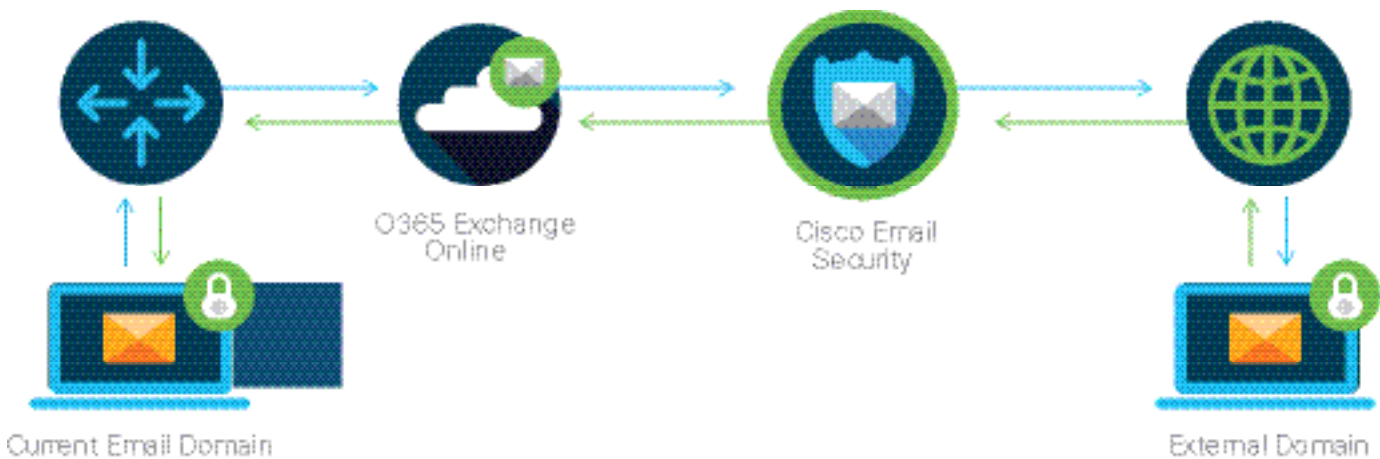 O365 Exchange
Online
Cisco Email
Security
Current Email Domain
External Domain